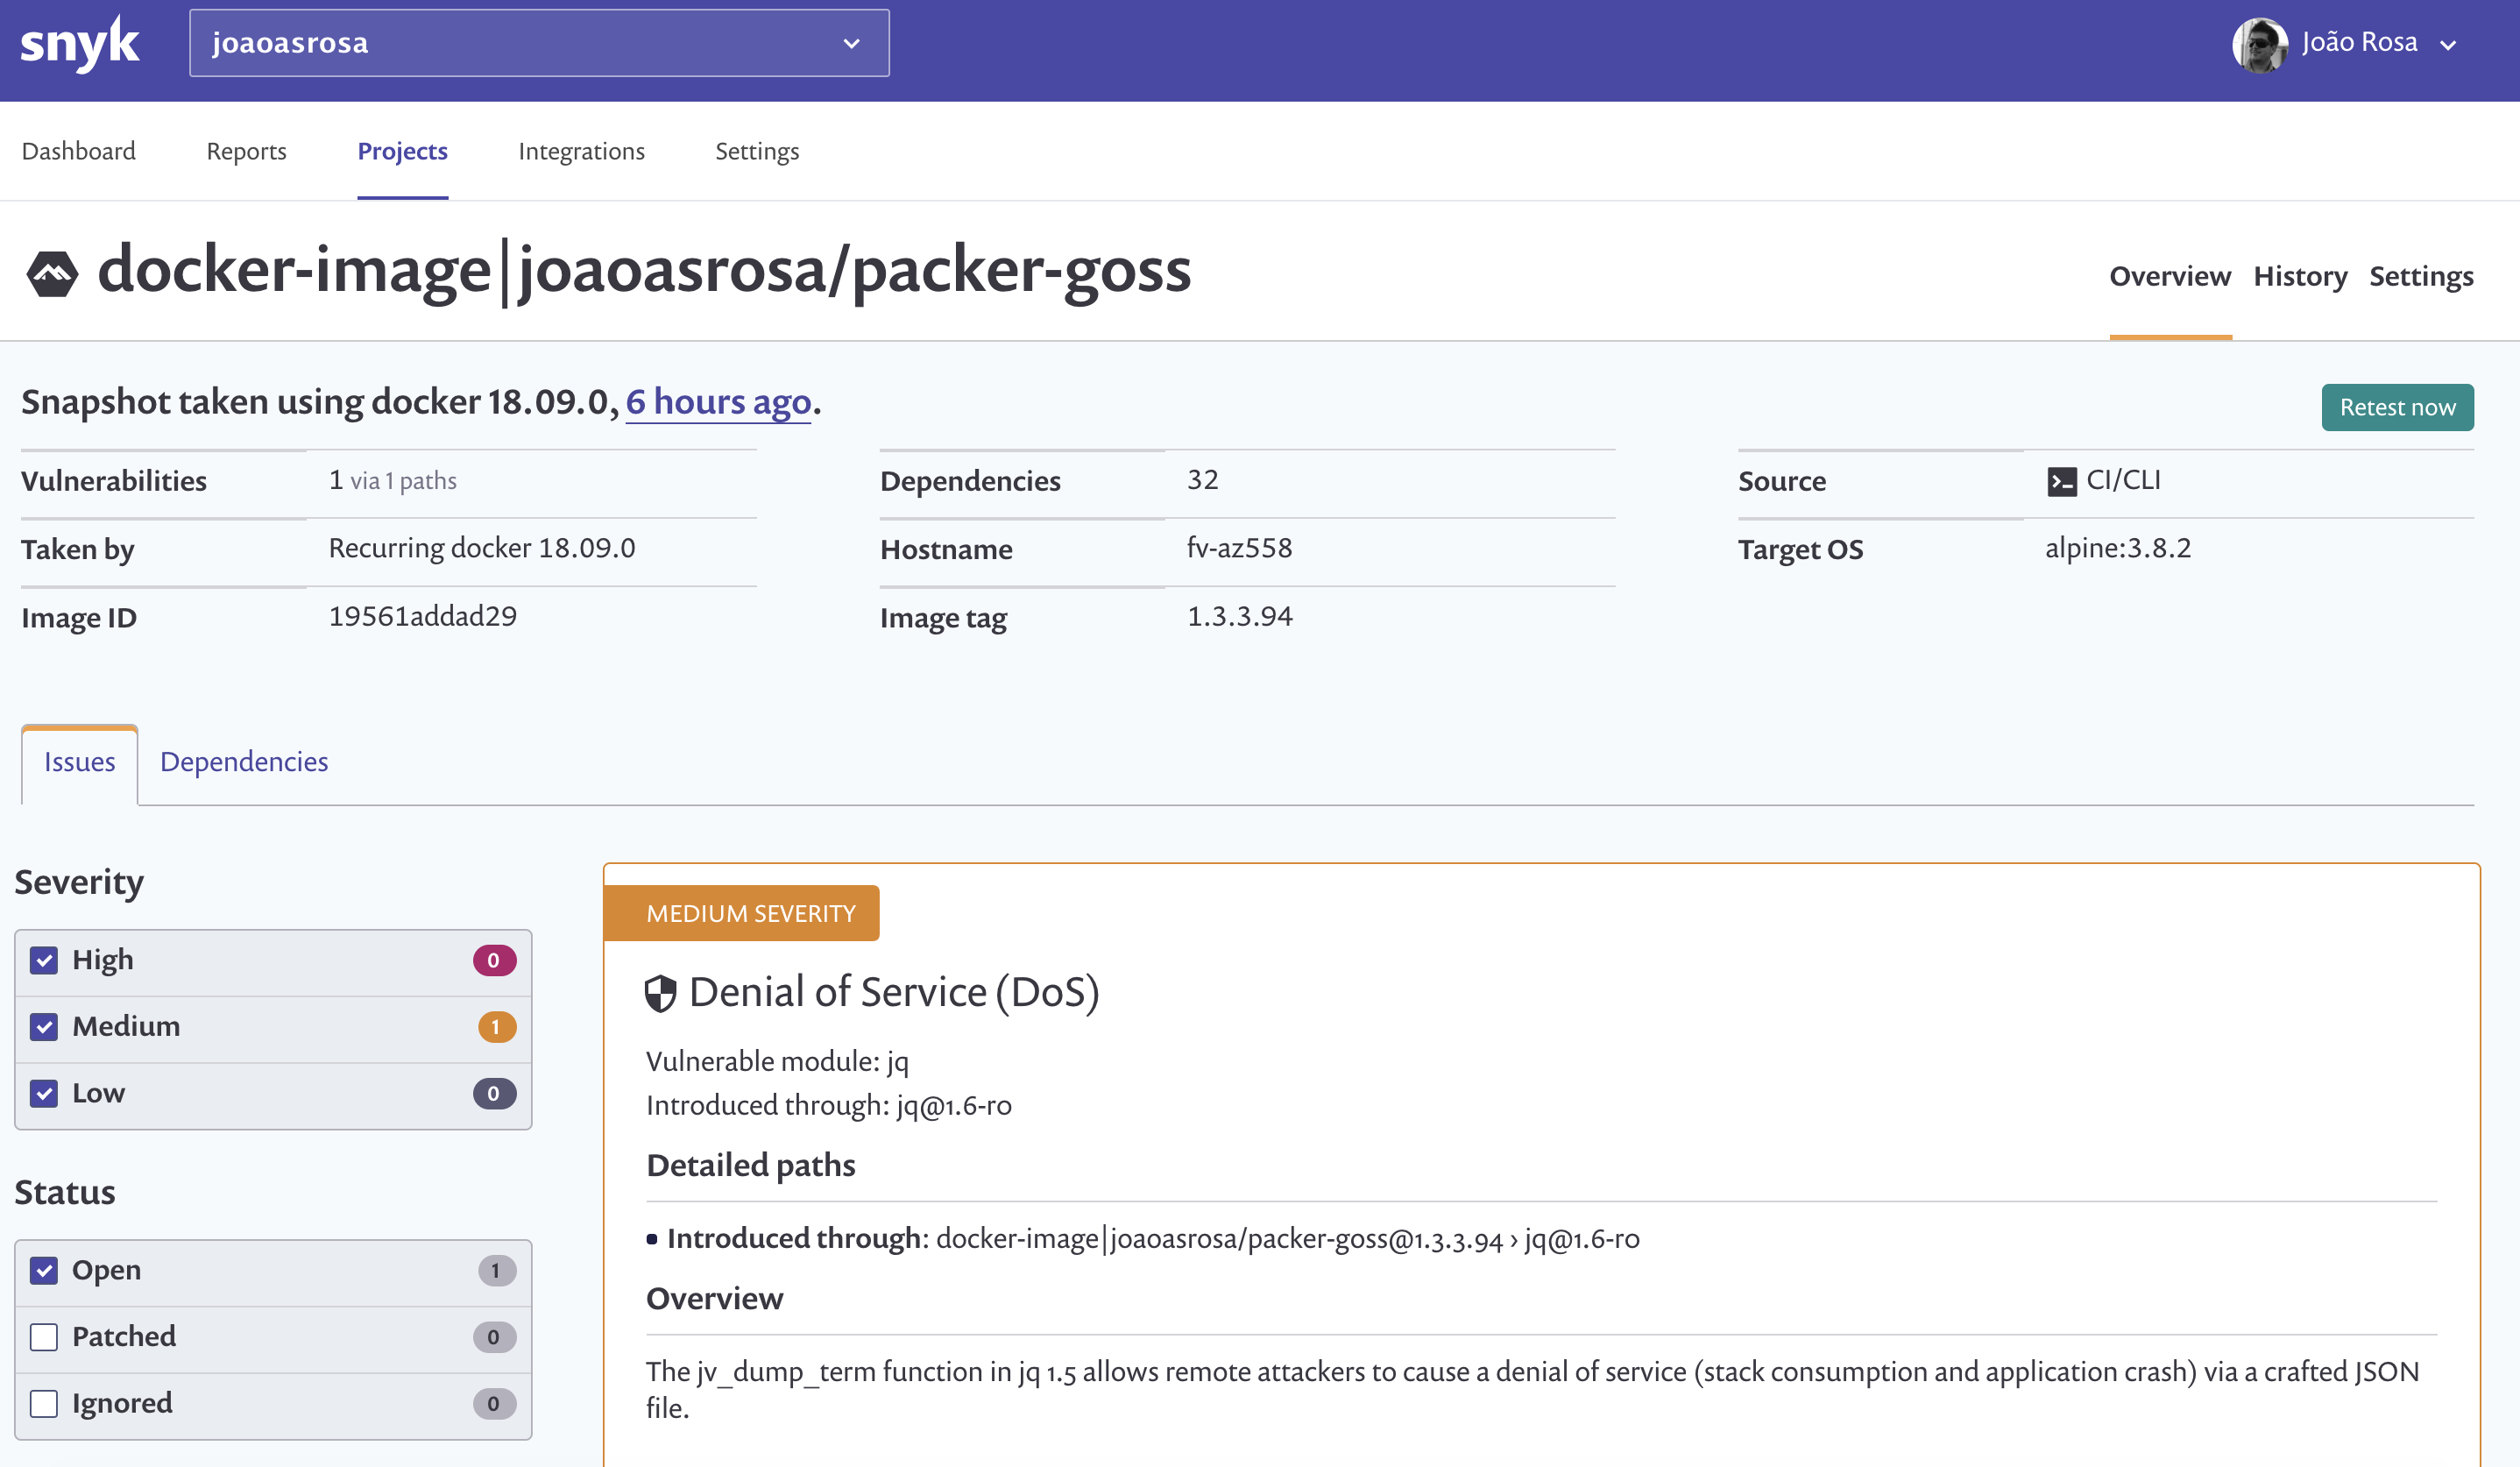 snyk
joaoasrosa
João Rosa
Dashboard Reports Projects Integrations Settings
docker-image|joaoasrosa/packer-goss
Overview History Settings
Snapshot taken using docker 18.09.0, 6 hours ago.
Retest now
Vulnerabilities 1 via 1 paths Dependencies 32 Source CI/CLI
Taken by Recurring docker 18.09.0 Hostname fv-az558 Target OS alpine:3.8.2
Image ID 19561addad29 Image tag 1.3.3.94
Issues Dependencies
Severity
High 0
Medium 1
Low 0
Status
Open 1
Patched 0
Ignored 0
MEDIUM SEVERITY
Denial of Service (DoS)
Vulnerable module: jq
Introduced through: jq@1.6-r0
Detailed paths
Introduced through: docker-image|joaoasrosa/packer-goss@1.3.3.94 › jq@1.6-r0
Overview
The jv_dump_term function in jq 1.5 allows remote attackers to cause a denial of service (stack consumption and application crash) via a crafted JSON
file.